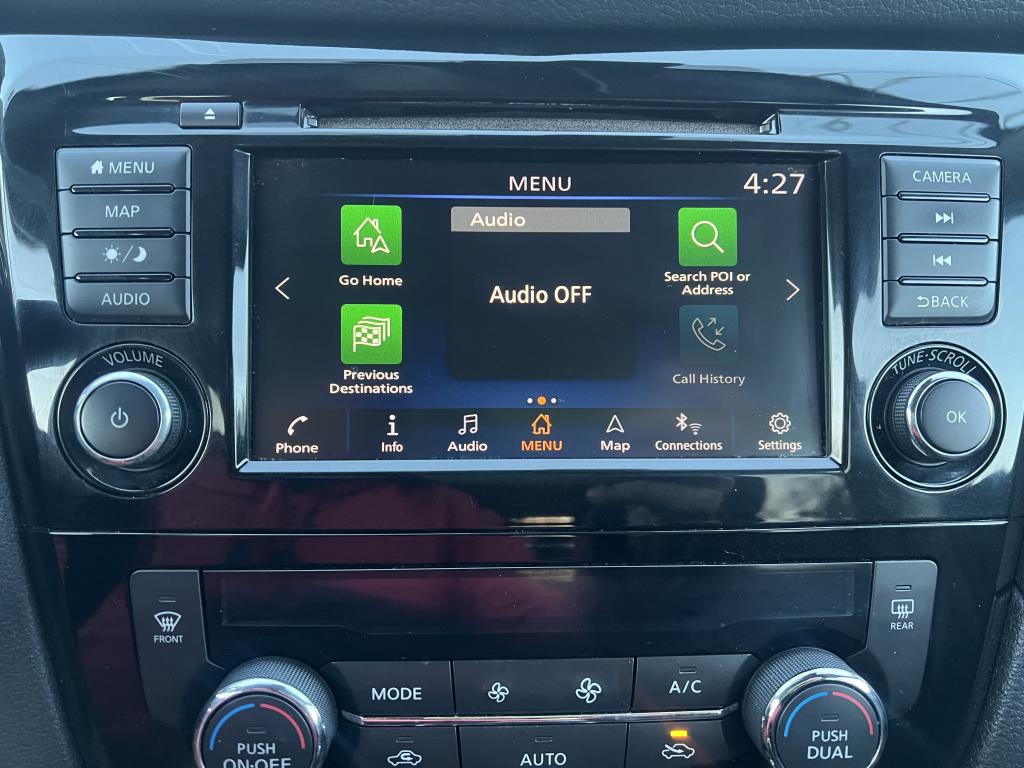 MENU
MAP
AUDIO
VOLUME
MENU
4:27
Go Home
Audio
Audio OFF
Search POI or
Address
Previous
Destinations
Call History
Phone
Info
Audio
MENU
Map
Connections
Settings
CAMERA
BACK
TUNE·SCROLL
OK
FRONT
REAR
MODE
A/C
PUSH
ON·OFF
AUTO
PUSH
DUAL